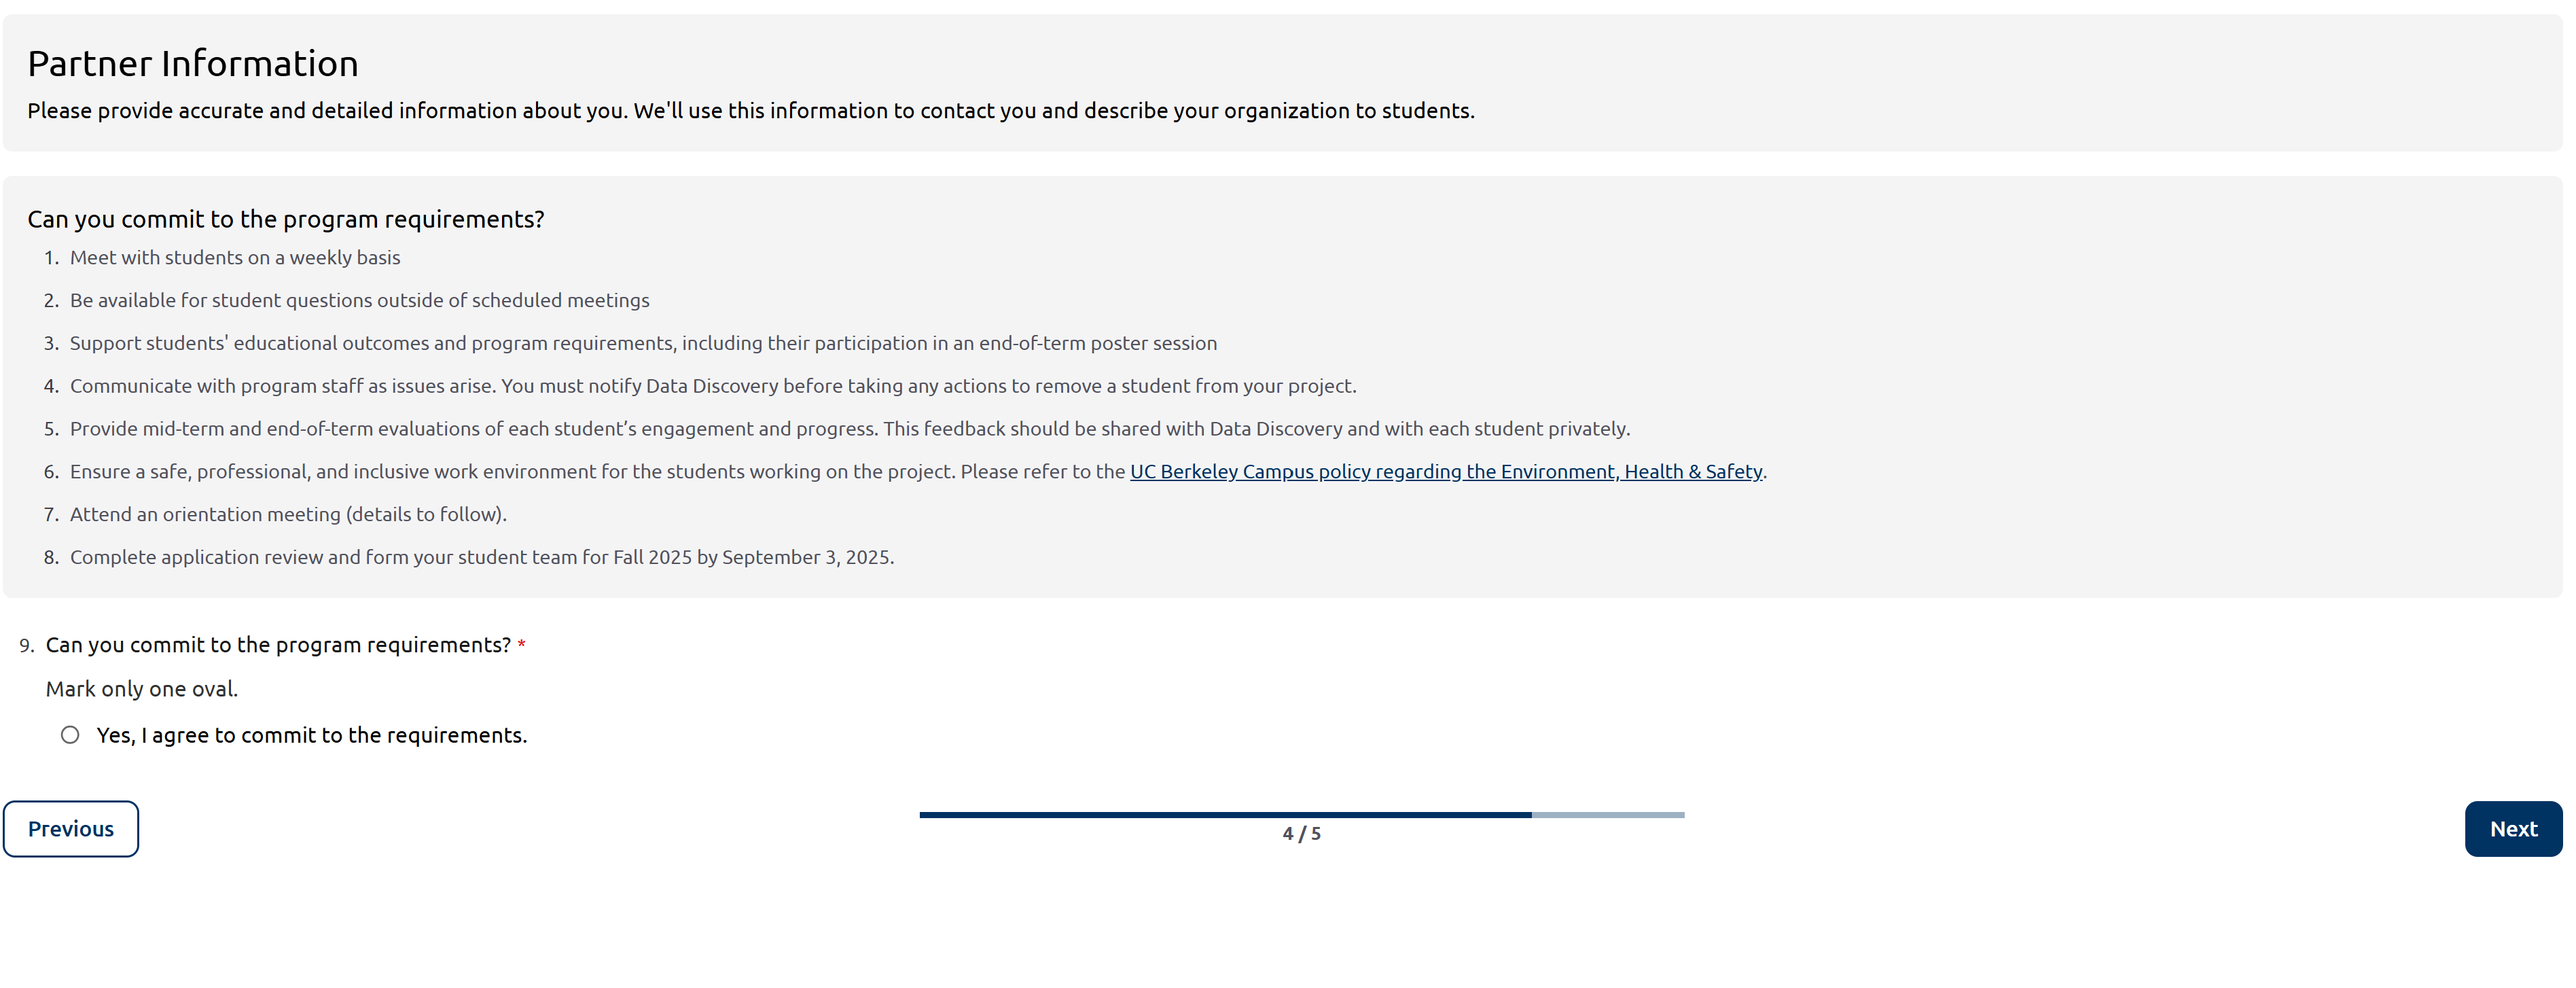 Partner Information
Please provide accurate and detailed information about you. We'll use this information to contact you and describe your organization to students.
Can you commit to the program requirements?
1. Meet with students on a weekly basis
2. Be available for student questions outside of scheduled meetings
3. Support students' educational outcomes and program requirements, including their participation in an end-of-term poster session
4. Communicate with program staff as issues arise. You must notify Data Discovery before taking any actions to remove a student from your project.
5. Provide mid-term and end-of-term evaluations of each student’s engagement and progress. This feedback should be shared with Data Discovery and with each student privately.
6. Ensure a safe, professional, and inclusive work environment for the students working on the project. Please refer to the UC Berkeley Campus policy regarding the Environment, Health & Safety.
7. Attend an orientation meeting (details to follow).
8. Complete application review and form your student team for Fall 2025 by September 3, 2025.
9. Can you commit to the program requirements? *
Mark only one oval.
Yes, I agree to commit to the requirements.
Previous
4 / 5
Next